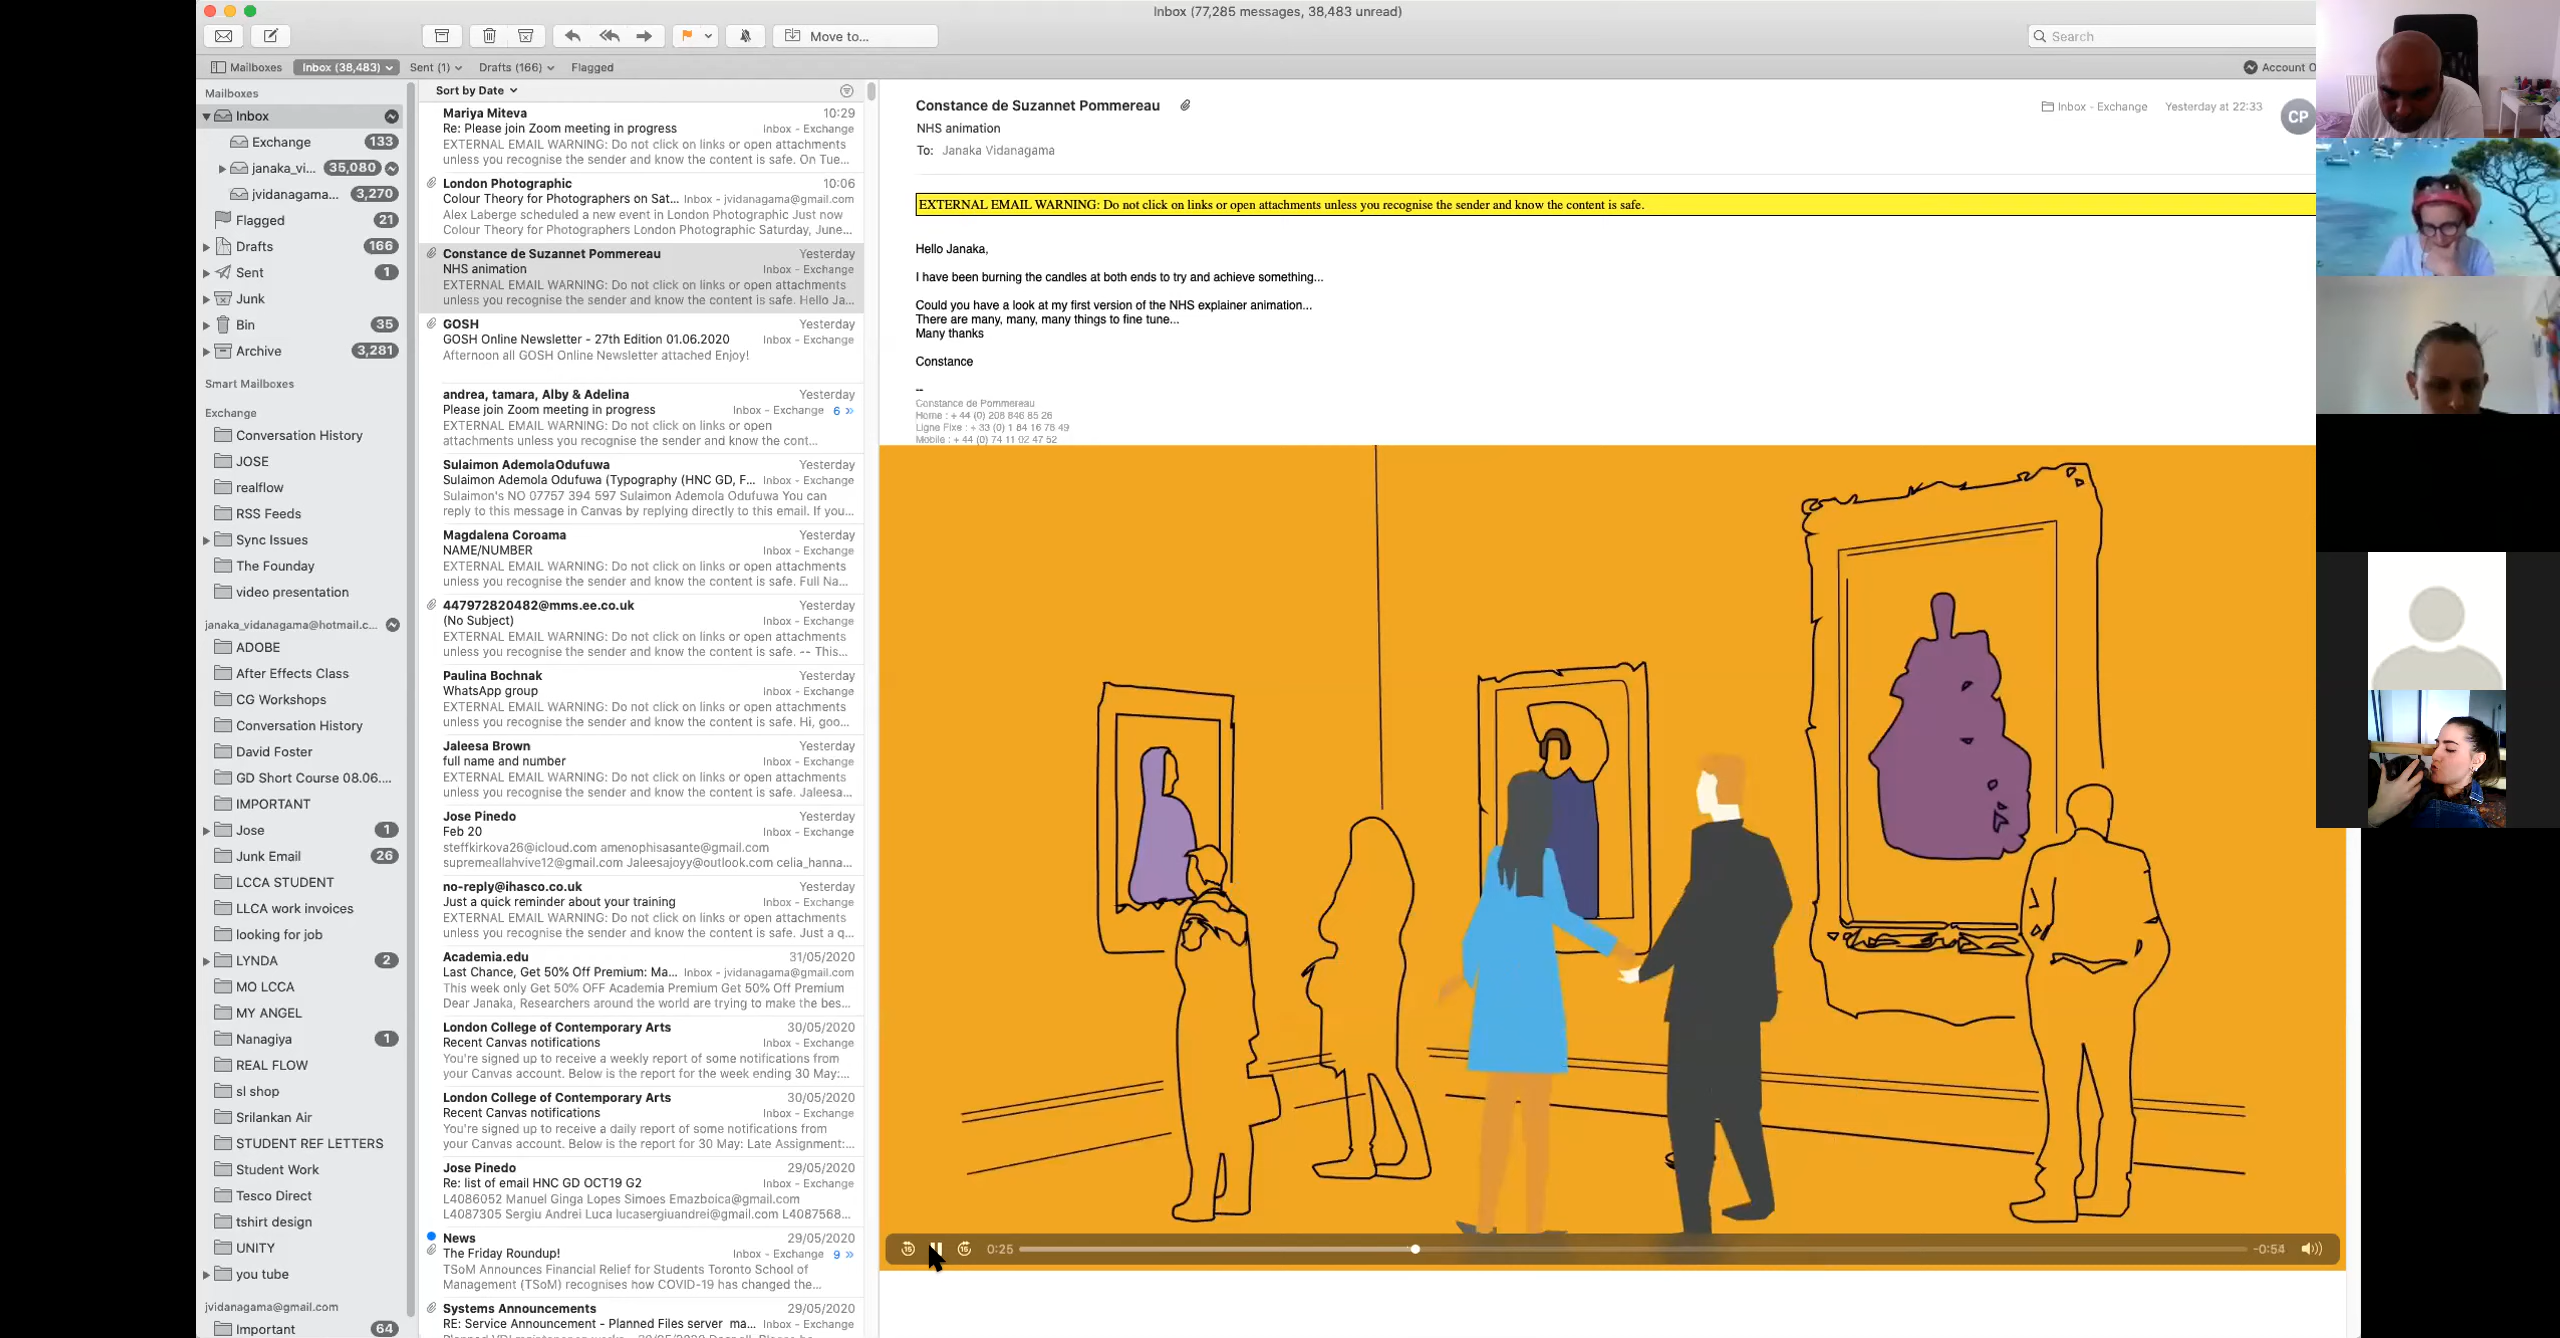 Inbox (77,285 messages, 38,483 unread)
Move to...
Search
Mailboxes
Inbox (38,483)
Sent (1)
Drafts (166)
Flagged
Account O
Mailboxes
Inbox
Exchange 133
janaka_vi... 35,080
jvidanagama... 3,270
Flagged 21
Drafts 166
Sent 1
Junk
Bin 35
Archive 3,281
Smart Mailboxes
Exchange
Conversation History
JOSE
realflow
RSS Feeds
Sync Issues
The Founday
video presentation
janaka_vidanagama@hotmail.c...
ADOBE
After Effects Class
CG Workshops
Conversation History
David Foster
GD Short Course 08.06....
IMPORTANT
Jose 1
Junk Email 26
LCCA STUDENT
LLCA work invoices
looking for job
LYNDA 2
MO LCCA
MY ANGEL
Nanagiya 1
REAL FLOW
sl shop
Srilankan Air
STUDENT REF LETTERS
Student Work
Tesco Direct
tshirt design
UNITY
you tube
jvidanagama@gmail.com
Important 64
Sort by Date
Mariya Miteva 10:29
Re: Please join Zoom meeting in progress Inbox - Exchange
EXTERNAL EMAIL WARNING: Do not click on links or open attachments
unless you recognise the sender and know the content is safe. On Tue...
London Photographic 10:06
Colour Theory for Photographers on Sat... Inbox - jvidanagama@gmail.com
Alex Laberge scheduled a new event in London Photographic Just now
Colour Theory for Photographers London Photographic Saturday, June...
Constance de Suzannet Pommereau Yesterday
NHS animation Inbox - Exchange
EXTERNAL EMAIL WARNING: Do not click on links or open attachments
unless you recognise the sender and know the content is safe. Hello Ja...
GOSH Yesterday
GOSH Online Newsletter - 27th Edition 01.06.2020 Inbox - Exchange
Afternoon all GOSH Online Newsletter attached Enjoy!
andrea, tamara, Alby & Adelina Yesterday
Please join Zoom meeting in progress Inbox - Exchange 6 »
EXTERNAL EMAIL WARNING: Do not click on links or open
attachments unless you recognise the sender and know the cont...
Sulaimon AdemolaOdufuwa Yesterday
Sulaimon Ademola Odufuwa (Typography (HNC GD, F... Inbox - Exchange
Sulaimon's NO 07757 394 597 Sulaimon Ademola Odufuwa You can
reply to this message in Canvas by replying directly to this email. If you...
Magdalena Coroama Yesterday
NAME/NUMBER Inbox - Exchange
EXTERNAL EMAIL WARNING: Do not click on links or open attachments
unless you recognise the sender and know the content is safe. Full Na...
447972820482@mms.ee.co.uk Yesterday
(No Subject) Inbox - Exchange
EXTERNAL EMAIL WARNING: Do not click on links or open attachments
unless you recognise the sender and know the content is safe. -- This...
Paulina Bochnak Yesterday
WhatsApp group Inbox - Exchange
EXTERNAL EMAIL WARNING: Do not click on links or open attachments
unless you recognise the sender and know the content is safe. Hi, goo...
Jaleesa Brown Yesterday
full name and number Inbox - Exchange
EXTERNAL EMAIL WARNING: Do not click on links or open attachments
unless you recognise the sender and know the content is safe. Jaleesa...
Jose Pinedo Yesterday
Feb 20 Inbox - Exchange
steffkirkova26@icloud.com amenophisasante@gmail.com
supremeallahvive12@gmail.com Jaleesajoyy@outlook.com celia_hanna...
no-reply@ihasco.co.uk Yesterday
Just a quick reminder about your training Inbox - Exchange
EXTERNAL EMAIL WARNING: Do not click on links or open attachments
unless you recognise the sender and know the content is safe. Just a q...
Academia.edu 31/05/2020
Last Chance, Get 50% Off Premium: Ma... Inbox - jvidanagama@gmail.com
This week only Get 50% OFF Academia Premium Get 50% Off Premium
Dear Janaka, Researchers around the world are trying to make the bes...
London College of Contemporary Arts 30/05/2020
Recent Canvas notifications Inbox - Exchange
You're signed up to receive a weekly report of some notifications from
your Canvas account. Below is the report for the week ending 30 May:...
London College of Contemporary Arts 30/05/2020
Recent Canvas notifications Inbox - Exchange
You're signed up to receive a daily report of some notifications from
your Canvas account. Below is the report for 30 May: Late Assignment:...
Jose Pinedo 29/05/2020
Re: list of email HNC GD OCT19 G2 Inbox - Exchange
L4086052 Manuel Ginga Lopes Simoes Emazboica@gmail.com
L4087305 Sergiu Andrei Luca lucasergiuandrei@gmail.com L4087568...
News 29/05/2020
The Friday Roundup! Inbox - Exchange 9 »
TSoM Announces Financial Relief for Students Toronto School of
Management (TSoM) recognises how COVID-19 has changed the...
Systems Announcements 29/05/2020
RE: Service Announcement - Planned Files server ma... Inbox - Exchange
Constance de Suzannet Pommereau
Inbox - Exchange Yesterday at 22:33
CP
NHS animation
To: Janaka Vidanagama
EXTERNAL EMAIL WARNING: Do not click on links or open attachments unless you recognise the sender and know the content is safe.
Hello Janaka,
I have been burning the candles at both ends to try and achieve something...
Could you have a look at my first version of the NHS explainer animation...
There are many, many, many things to fine tune...
Many thanks
Constance
--
Constance de Pommereau
Home : + 44 (0) 208 846 85 26
Ligne Fixe : + 33 (0) 1 84 16 78 49
Mobile : + 44 (0) 74 11 02 47 52
0:25
-0:54